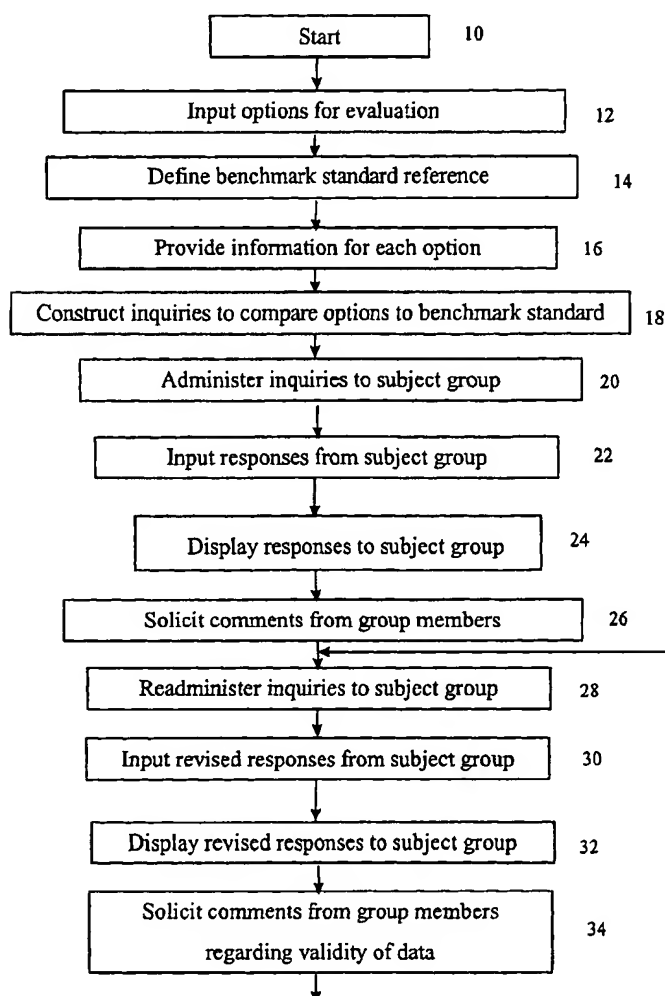 Start 10
Input options for evaluation 12
Define benchmark standard reference 14
Provide information for each option 16
Construct inquiries to compare options to benchmark standard 18
Administer inquiries to subject group 20
Input responses from subject group 22
Display responses to subject group 24
Solicit comments from group members 26
Readminister inquiries to subject group 28
Input revised responses from subject group 30
Display revised responses to subject group 32
Solicit comments from group members
regarding validity of data 34